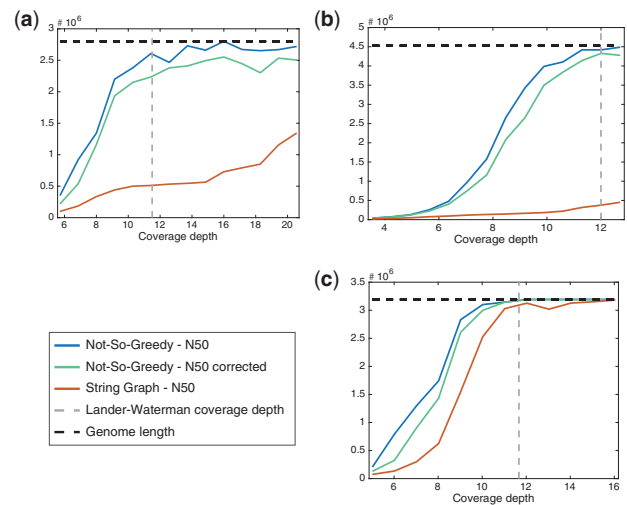 (a)
# 10^6
3
2.5
2
1.5
1
0.5
0
6 8 10 12 14 16 18 20
Coverage depth
(b)
# 10^6
5
4.5
4
3.5
3
2.5
2
1.5
1
0.5
0
4 6 8 10 12
Coverage depth
(c)
# 10^6
3.5
3
2.5
2
1.5
1
0.5
0
6 8 10 12 14 16
Coverage depth
Not-So-Greedy - N50
Not-So-Greedy - N50 corrected
String Graph - N50
Lander-Waterman coverage depth
Genome length